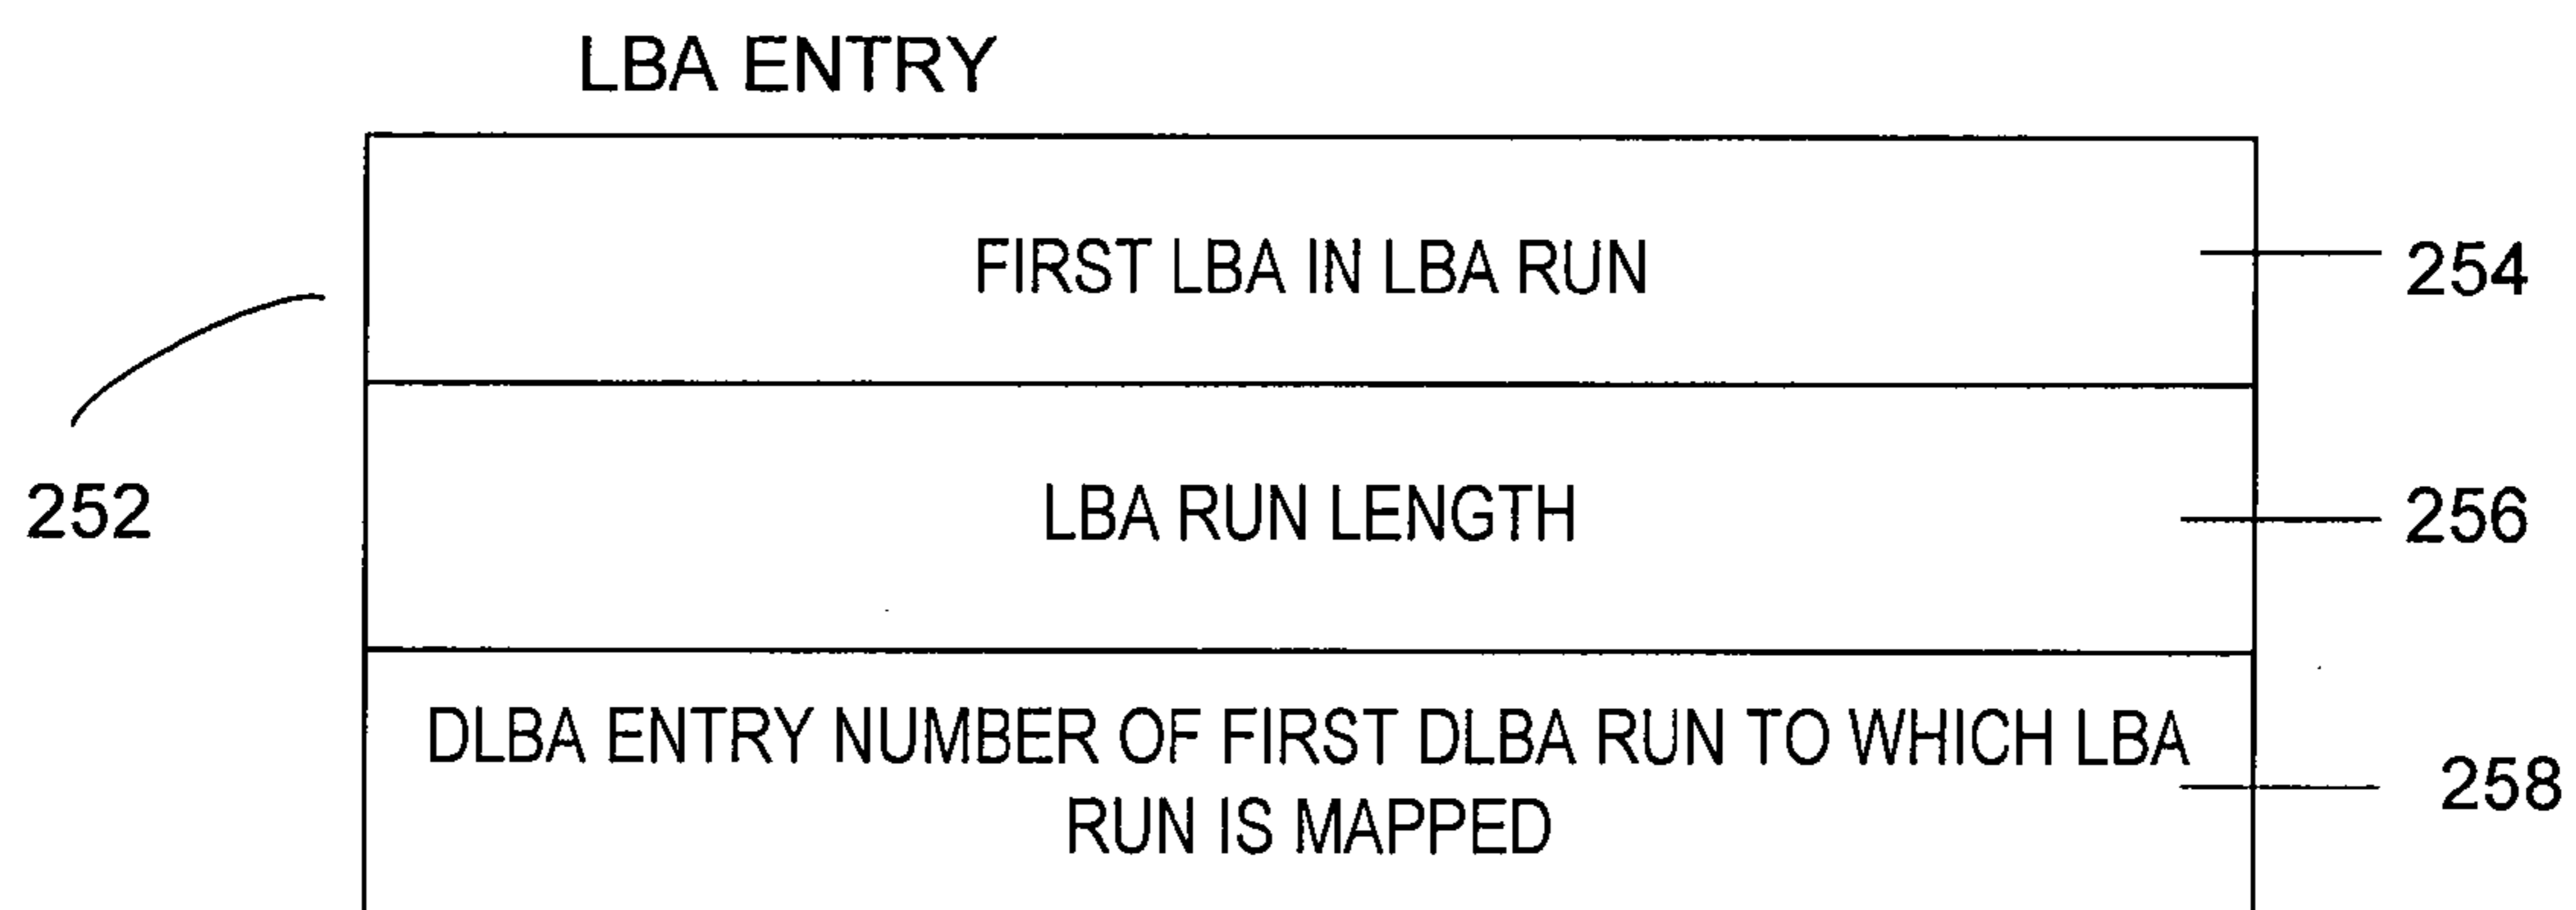 LBA ENTRY
FIRST LBA IN LBA RUN
254
252
LBA RUN LENGTH
256
DLBA ENTRY NUMBER OF FIRST DLBA RUN TO WHICH LBA
RUN IS MAPPED
258